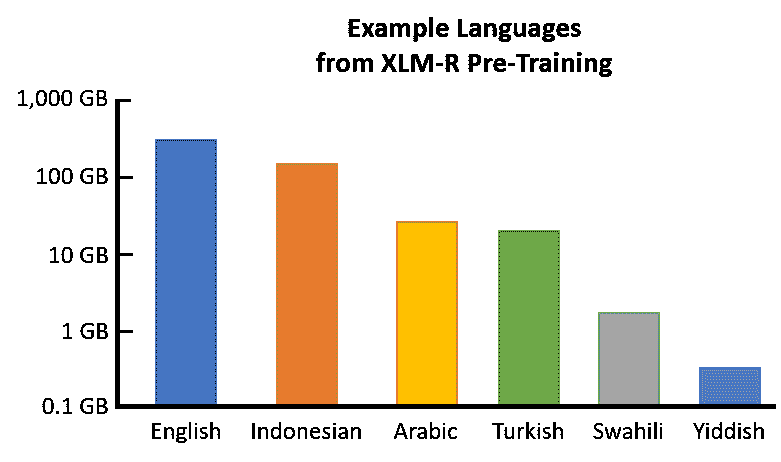 Example Languages
from XLM-R Pre-Training
1,000 GB
100 GB
10 GB
1 GB
0.1 GB
English Indonesian Arabic Turkish Swahili Yiddish